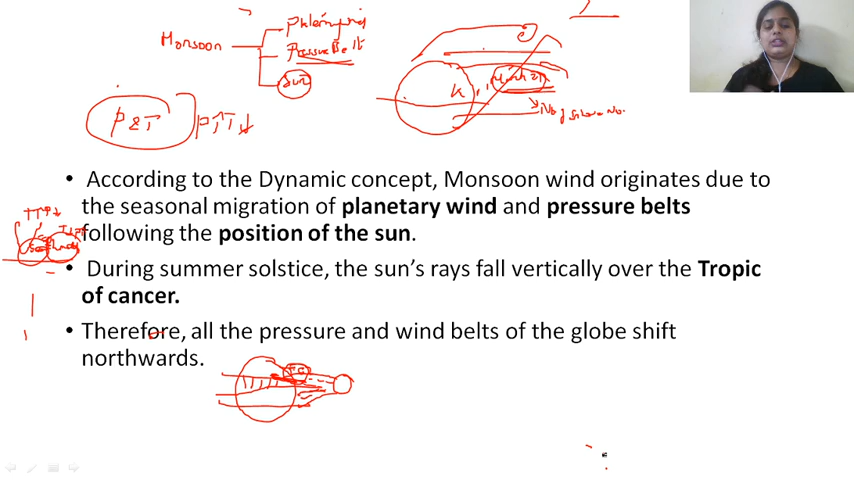 Monsoon
Pressure Belt
Sun
P & T
P↑T↓
• According to the Dynamic concept, Monsoon wind originates due to
the seasonal migration of planetary wind and pressure belts
following the position of the sun.
• During summer solstice, the sun's rays fall vertically over the Tropic
of cancer.
• Therefore, all the pressure and wind belts of the globe shift
northwards.